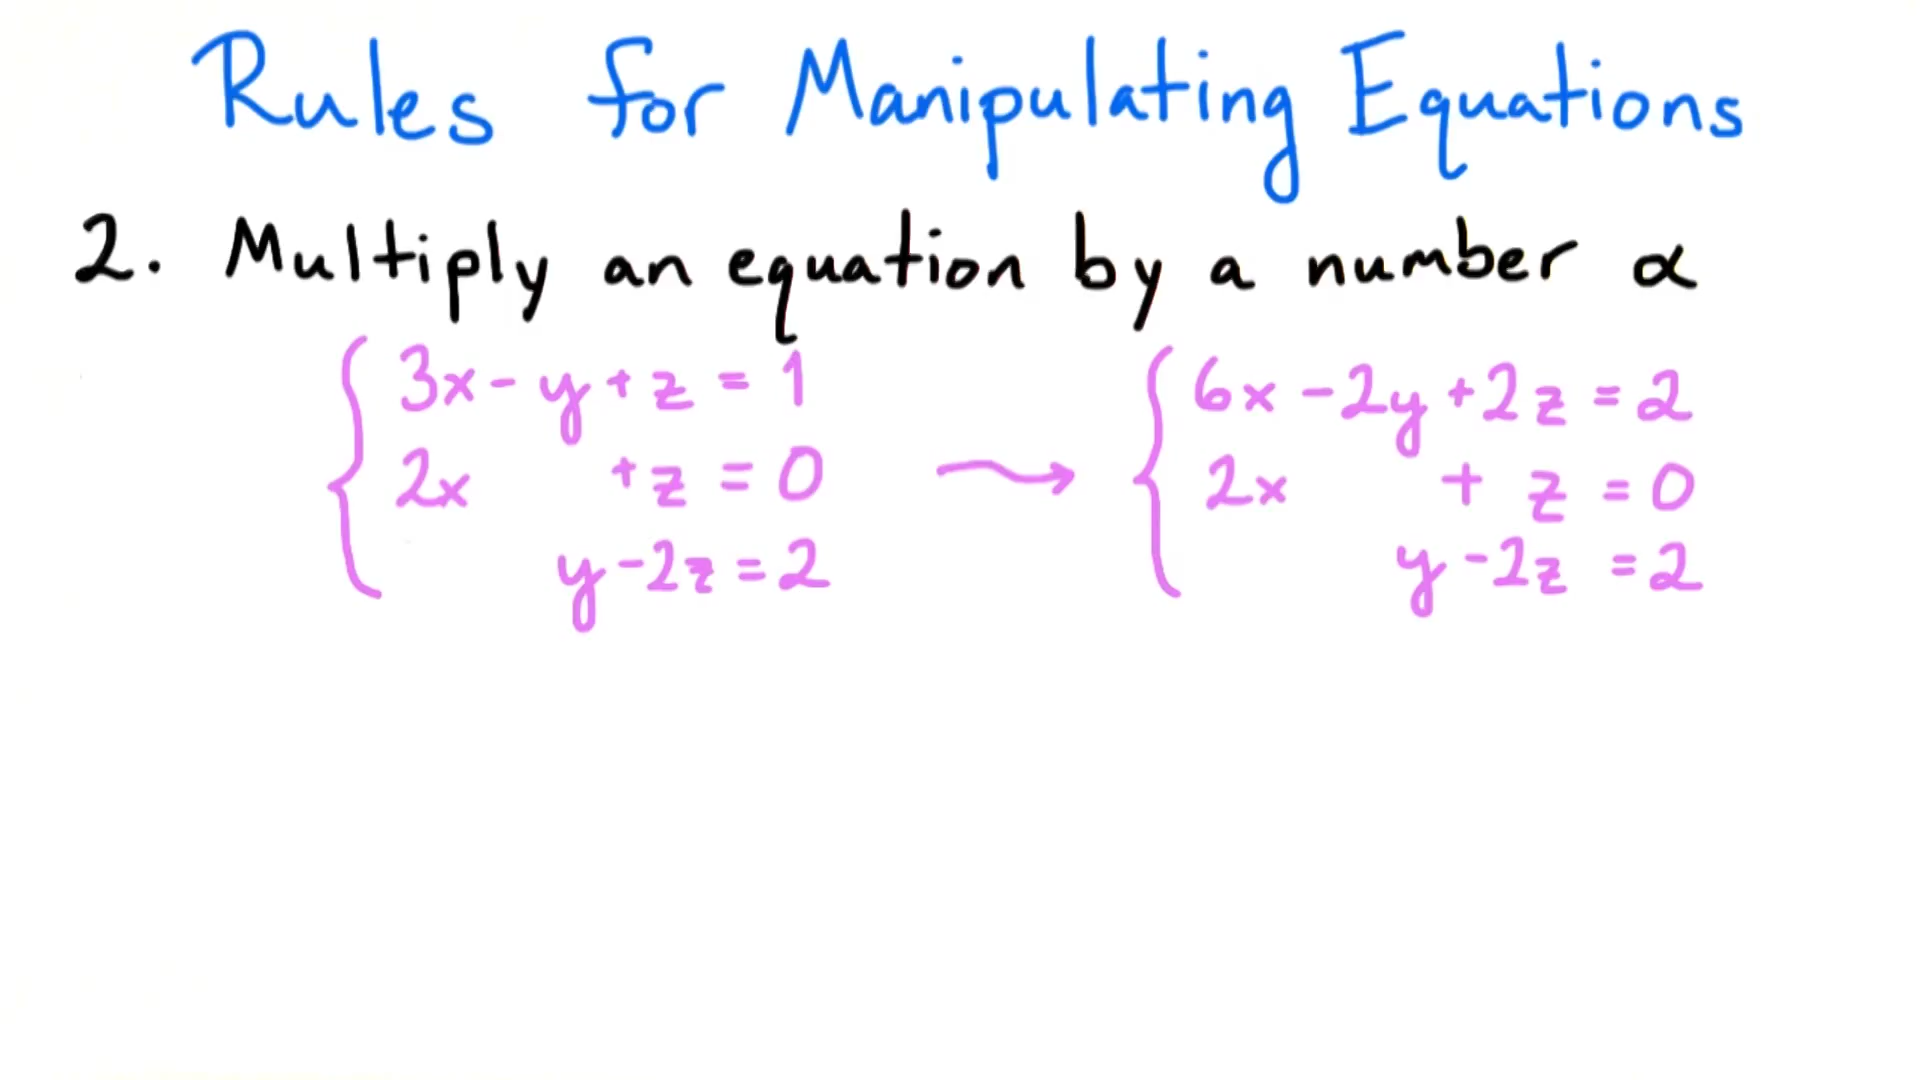 Rules for Manipulating Equations
2. Multiply an equation by a number α
3x - y + z = 1
2x + z = 0
y - 2z = 2
6x - 2y + 2z = 2
2x + z = 0
y - 2z = 2